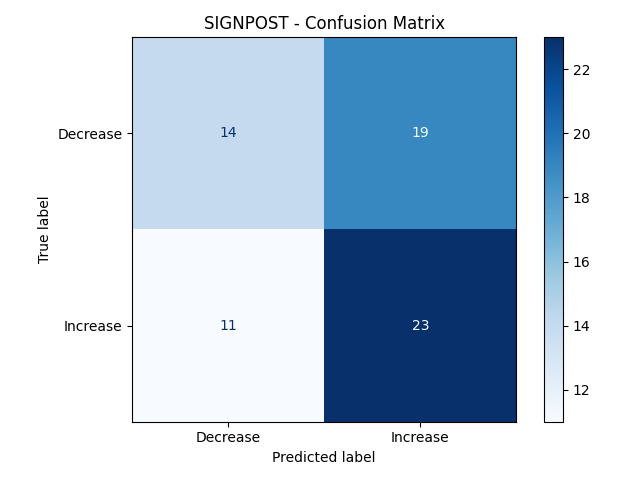 SIGNPOST - Confusion Matrix
True label
Decrease
14
19
Increase
11
23
Decrease
Increase
Predicted label
22
20
18
16
14
12